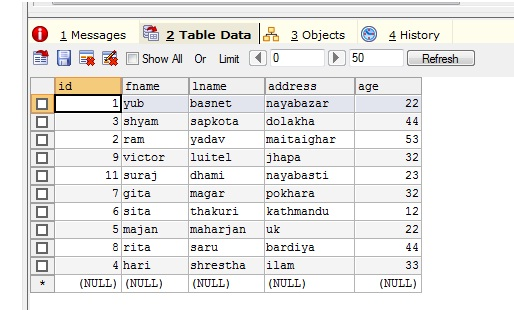 1 Messages 2 Table Data 3 Objects 4 History
Show All Or Limit 0 50 Refresh
id fname lname address age
1 yub basnet nayabazar 22
3 shyam sapkota dolakha 44
2 ram yadav maitaighar 53
9 victor luitel jhapa 32
11 suraj dhami nayabasti 23
7 gita magar pokhara 32
6 sita thakuri kathmandu 12
5 majan maharjan uk 22
8 rita saru bardiya 44
4 hari shrestha ilam 33
* (NULL) (NULL) (NULL) (NULL) (NULL)